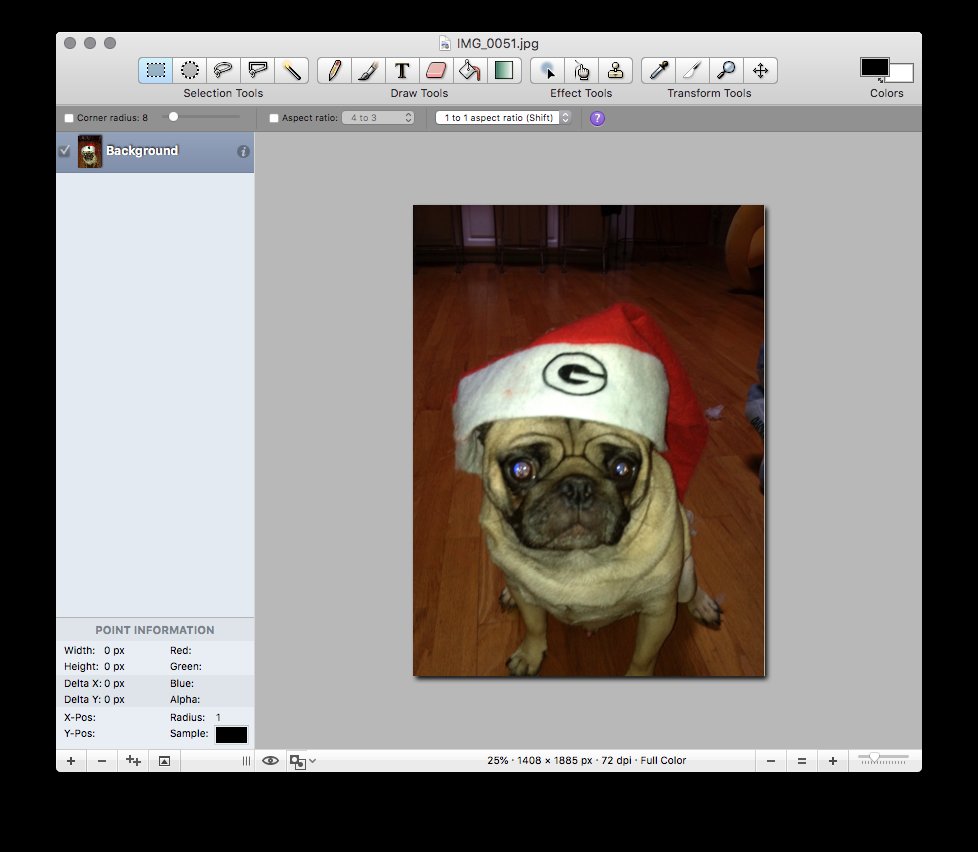 IMG_0051.jpg
Selection Tools
Draw Tools
Effect Tools
Transform Tools
Colors
Corner radius: 8
Aspect ratio:
4 to 3
1 to 1 aspect ratio (Shift)
?
Background
G
POINT INFORMATION
Width: 0 px
Red:
Height: 0 px
Green:
Delta X: 0 px
Blue:
Delta Y: 0 px
Alpha:
X-Pos:
Radius: 1
Y-Pos:
Sample:
25% · 1408 × 1885 px · 72 dpi · Full Color